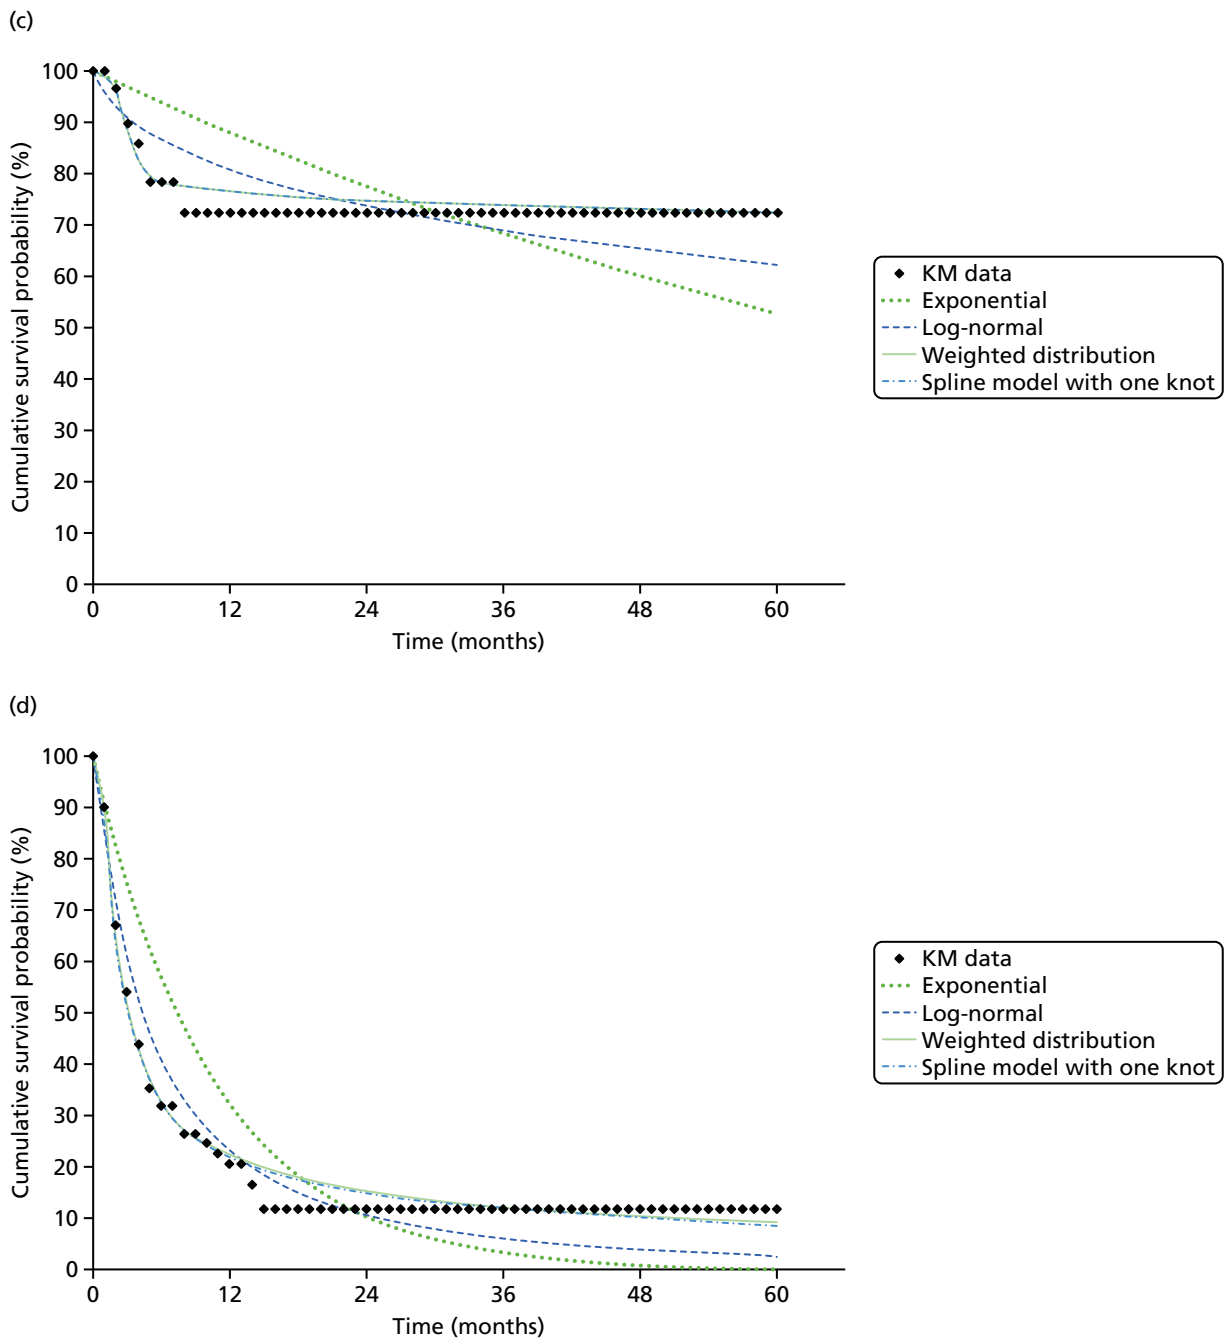 (c)
Cumulative survival probability (%)
100
90
80
70
60
50
40
30
20
10
0
0 12 24 36 48 60
Time (months)
KM data
Exponential
Log-normal
Weighted distribution
Spline model with one knot
(d)
Cumulative survival probability (%)
100
90
80
70
60
50
40
30
20
10
0
0 12 24 36 48 60
Time (months)
KM data
Exponential
Log-normal
Weighted distribution
Spline model with one knot